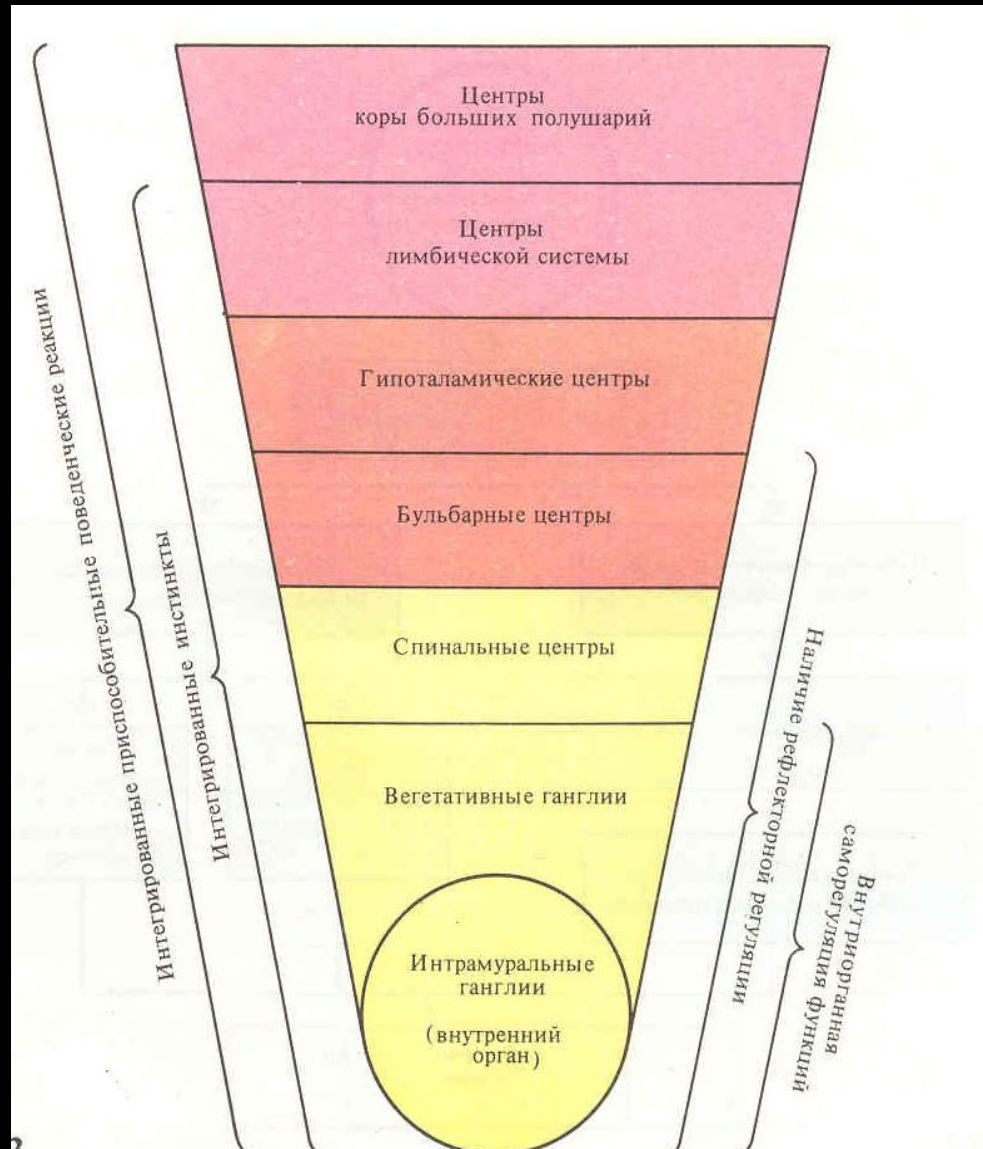 Центры
коры больших полушарий
Центры
лимбической системы
Гипоталамические центры
Бульбарные центры
Спинальные центры
Вегетативные ганглии
Интрамуральные
ганглии
(внутренний
орган)
Интегрированные приспособительные поведенческие реакции
Интегрированные инстинкты
Наличие рефлекторной регуляции
Внутриорганная
саморегуляция функций